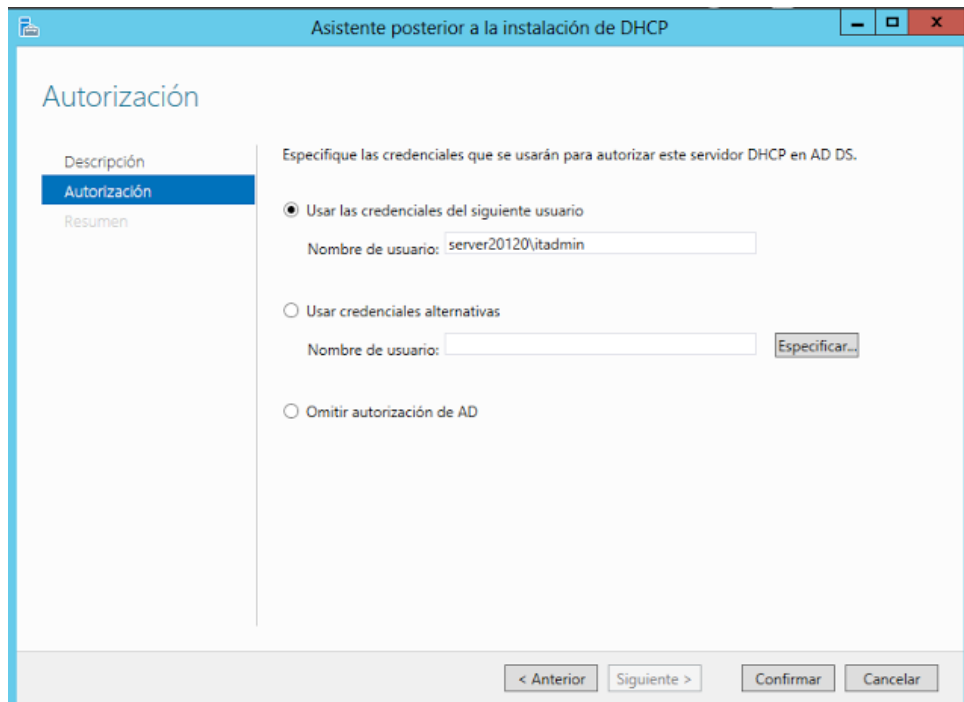 Asistente posterior a la instalación de DHCP
Autorización
Descripción
Autorización
Resumen
Especifique las credenciales que se usarán para autorizar este servidor DHCP en AD DS.
Usar las credenciales del siguiente usuario
Nombre de usuario: server20120\itadmin
Usar credenciales alternativas
Nombre de usuario:
Especificar...
Omitir autorización de AD
< Anterior
Siguiente >
Confirmar
Cancelar